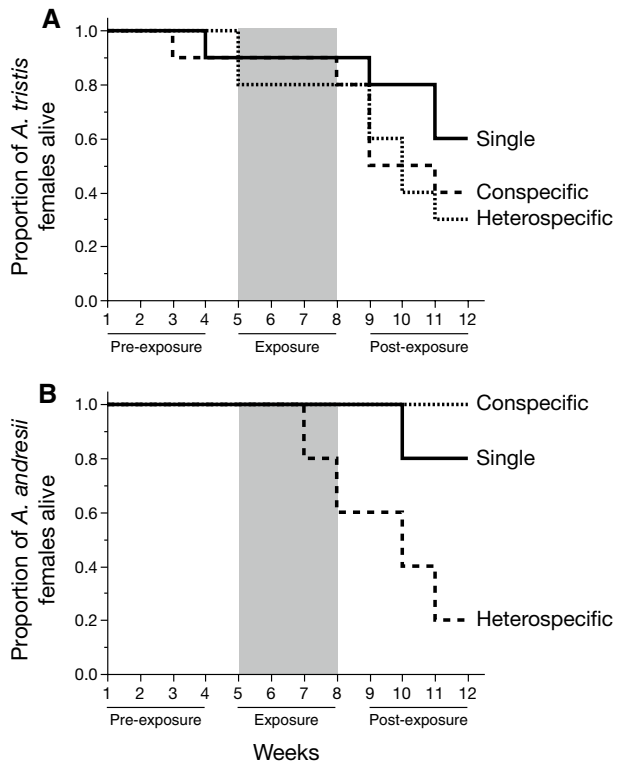 A
Proportion of A. tristis
females alive
1.0
0.8
0.6
0.4
0.2
0.0
Single
Conspecific
Heterospecific
1 2 3 4 5 6 7 8 9 10 11 12
Pre-exposure Exposure Post-exposure
B
Proportion of A. andresii
females alive
1.0
0.8
0.6
0.4
0.2
0.0
Conspecific
Single
Heterospecific
1 2 3 4 5 6 7 8 9 10 11 12
Pre-exposure Exposure Post-exposure
Weeks